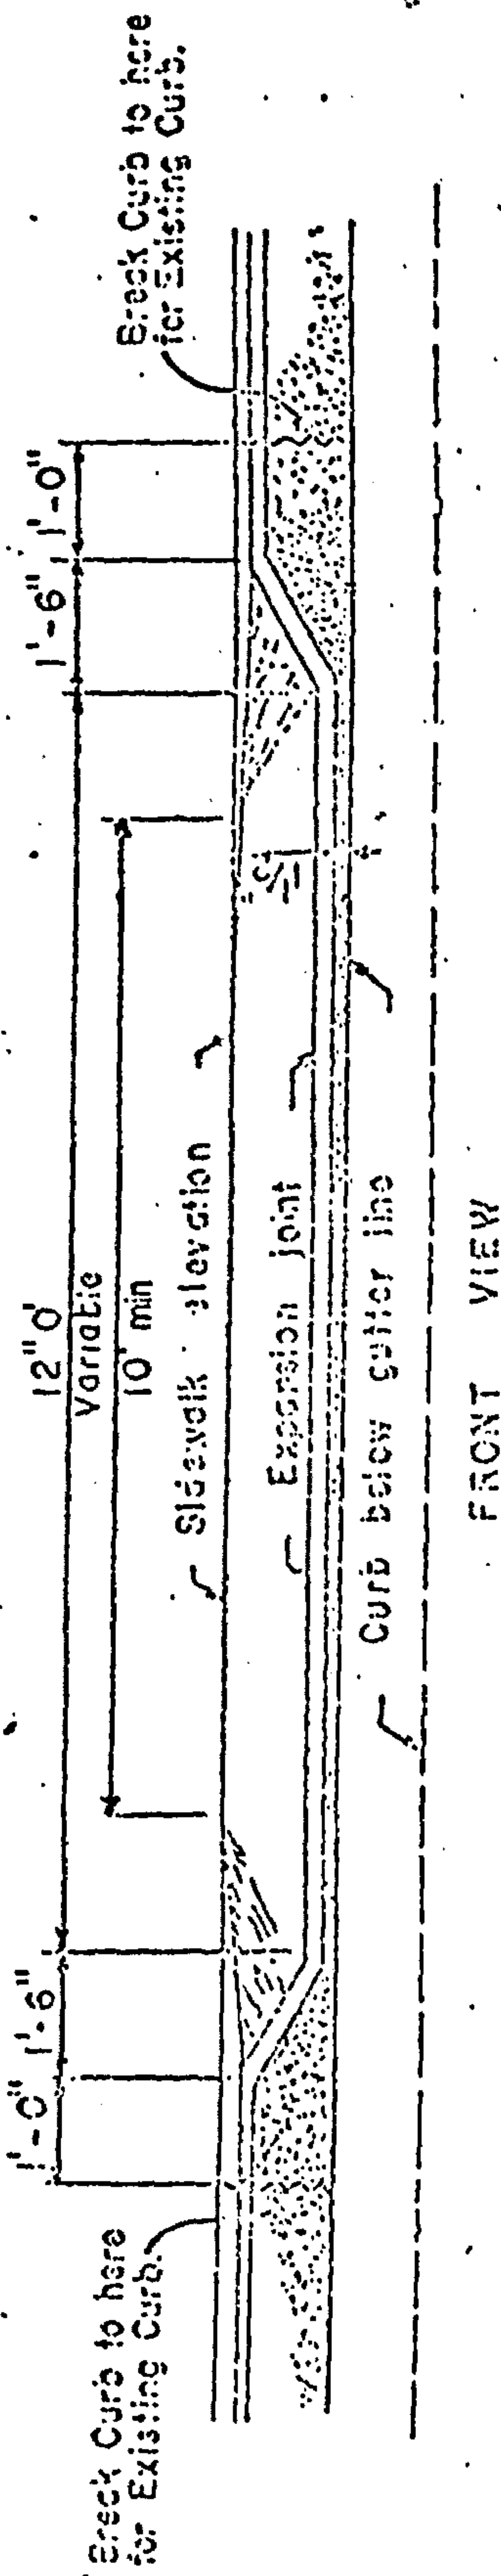 Break Curb to here
for Existing Curb.
1'-0" 1'-6"
12"0'
Variable
10' min
1'-6" 1'-0"
Break Curb to here
for Existing Curb.
Sidewalk elevation
Expansion joint
Curb below gutter line
FRONT VIEW